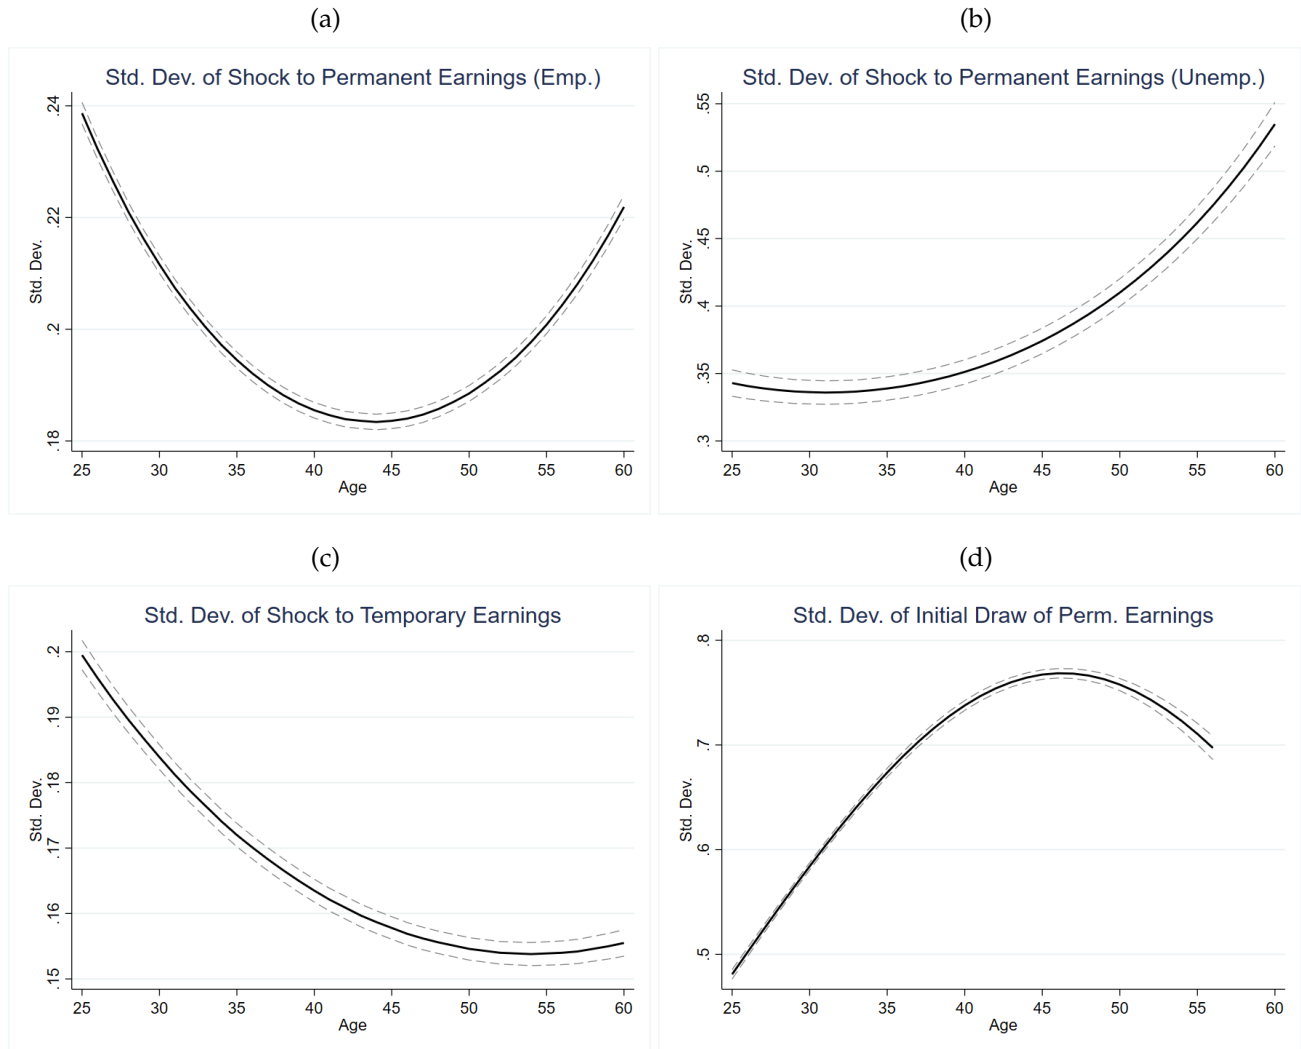 (a)
Std. Dev. of Shock to Permanent Earnings (Emp.)
Std. Dev.
.24
.22
.2
.18
25 30 35 40 45 50 55 60
Age
(b)
Std. Dev. of Shock to Permanent Earnings (Unemp.)
Std. Dev.
.55
.5
.45
.4
.35
.3
25 30 35 40 45 50 55 60
Age
(c)
Std. Dev. of Shock to Temporary Earnings
Std. Dev.
.2
.19
.18
.17
.16
.15
25 30 35 40 45 50 55 60
Age
(d)
Std. Dev. of Initial Draw of Perm. Earnings
Std. Dev.
.8
.7
.6
.5
25 30 35 40 45 50 55 60
Age